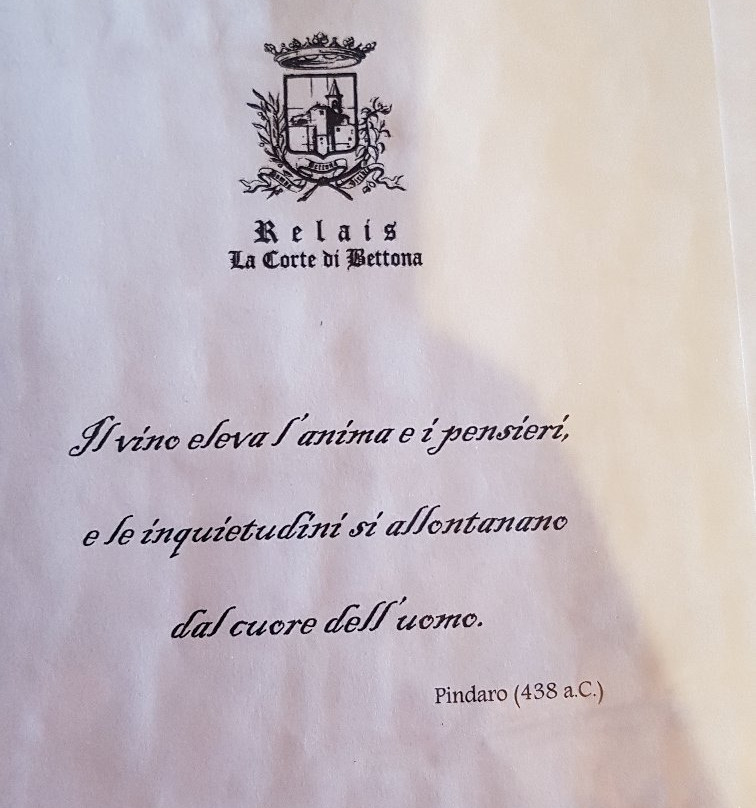 Bettona
Relais
La Corte di Bettona
Il vino eleva l'anima e i pensieri,
e le inquietudini si allontanano
dal cuore dell'uomo.
Pindaro (438 a.C.)